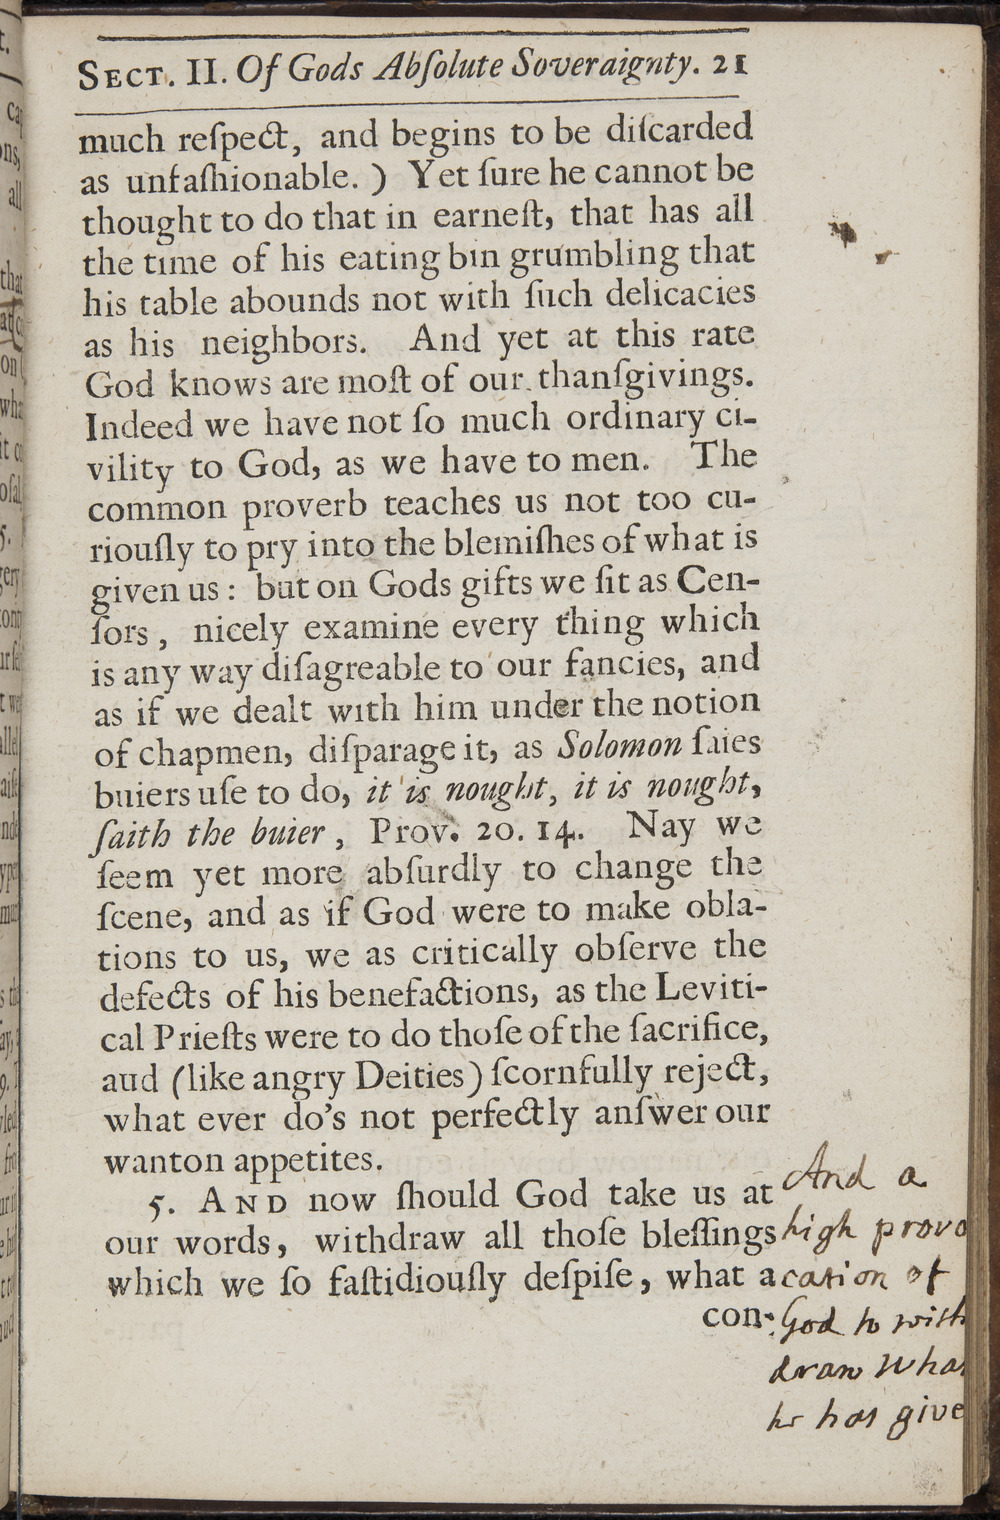 SECT. II. Of Gods Abſolute Soveraignty. 21
much reſpect, and begins to be diſcarded
as unfaſhionable. ) Yet ſure he cannot be
thought to do that in earneſt, that has all
the time of his eating bin grumbling that
his table abounds not with ſuch delicacies
as his neighbors. And yet at this rate
God knows are moſt of our thanſgivings.
Indeed we have not ſo much ordinary ci-
vility to God, as we have to men. The
common proverb teaches us not too cu-
riouſly to pry into the blemiſhes of what is
given us : but on Gods gifts we ſit as Cen-
ſors , nicely examine every thing which
is any way diſagreable to our fancies, and
as if we dealt with him under the notion
of chapmen, diſparage it, as Solomon ſaies
buiers uſe to do, it is nought, it is nought,
ſaith the buier , Prov. 20. 14. Nay we
ſeem yet more abſurdly to change the
ſcene, and as if God were to make obla-
tions to us, we as critically obſerve the
defects of his benefactions, as the Leviti-
cal Prieſts were to do thoſe of the ſacrifice,
aud (like angry Deities) ſcornfully reject,
what ever do's not perfectly anſwer our
wanton appetites.
5. AND now ſhould God take us at
our words, withdraw all thoſe bleſſings
which we ſo faſtidiouſly deſpiſe, what a
con-
And a
high provo
cation of
God to with
draw wha
he has give